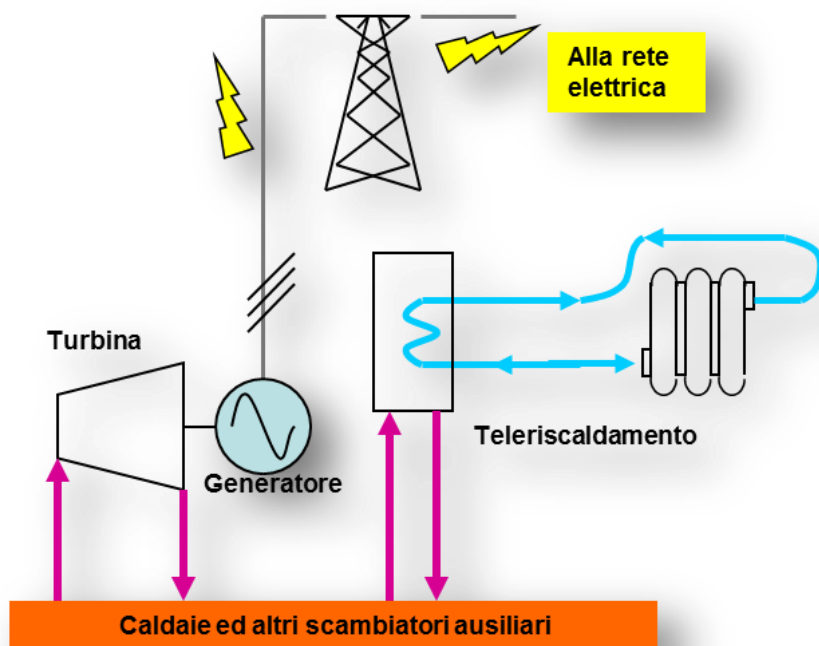 Alla rete
elettrica
Turbina
Teleriscaldamento
Generatore
Caldaie ed altri scambiatori ausiliari